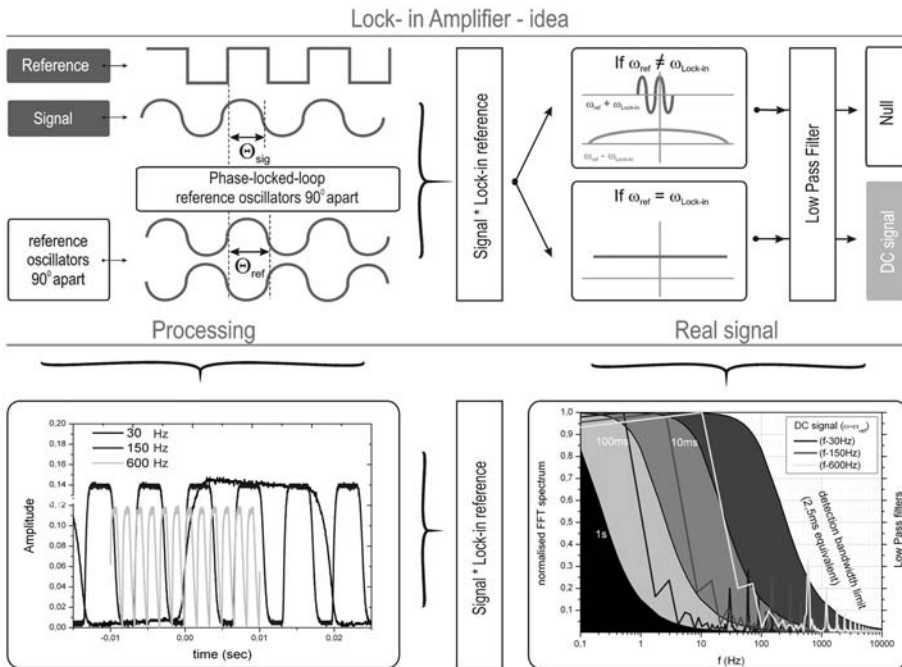 Lock- in Amplifier - idea
Reference
Signal
Θsig
Phase-locked-loop
reference oscillators 90⁰ apart
reference
oscillators
90⁰ apart
Θref
Signal * Lock-in reference
If ωref ≠ ωLock-in
ωref + ωLock-in
ωref - ωLock-in
If ωref = ωLock-in
Low Pass Filter
Null
DC signal
Processing
Real signal
0,20
0,18
0,16
0,14
0,12
0,10
0,08
0,06
0,04
0,02
0,00
Amplitude
30 Hz
150 Hz
600 Hz
-0.01
0.00
0.01
0.02
time (sec)
Signal * Lock-in reference
1,0
0,9
0,8
0,7
0,6
0,5
0,4
0,3
0,2
0,1
normalised FFT spectrum
100ms
10ms
1s
DC signal (ω=ωref)
(f-30Hz)
(f-150Hz)
(f-600Hz)
detection bandwidth limit
(2.5ms equivalent)
Low Pass filters
0,1
1
10
100
1000
10000
f (Hz)